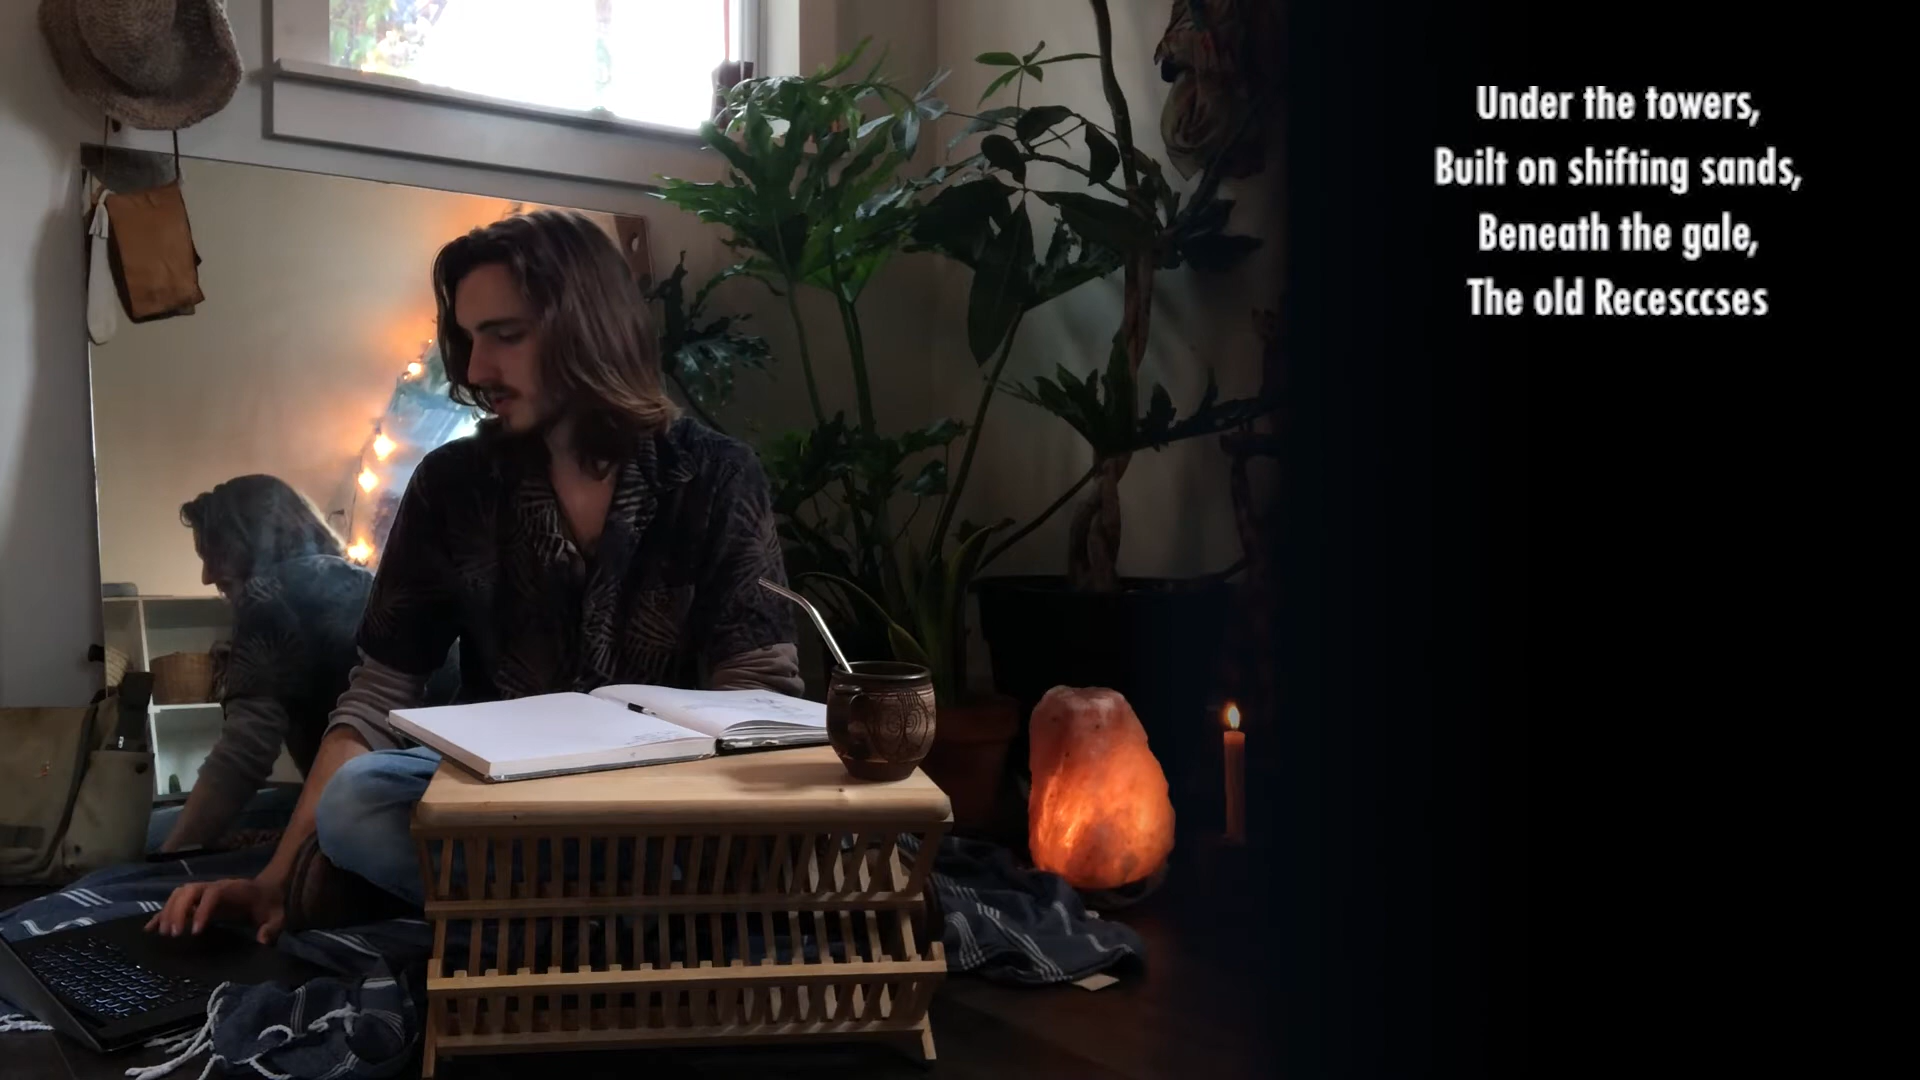 Under the towers,
Built on shifting sands,
Beneath the gale,
The old Recesccses